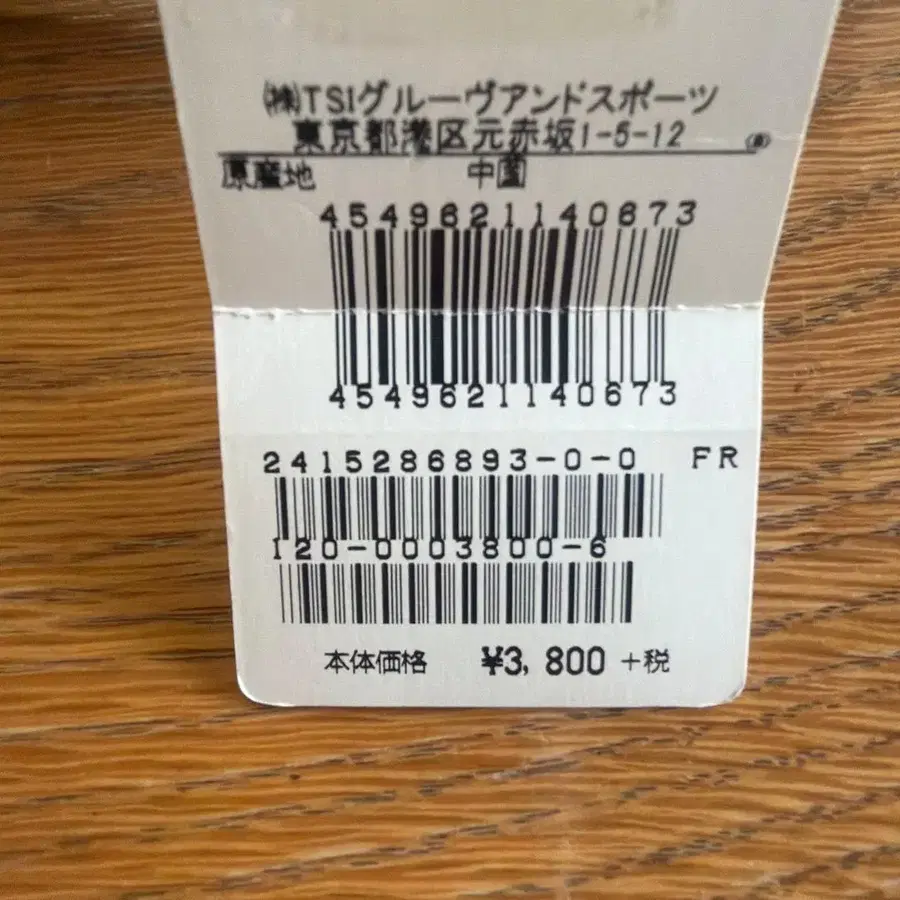 ㈱TSIグルーヴアンドスポーツ
東京都港区元赤坂1-5-12
原産地 中国
4549621140673
4549621140673
2415286893-0-0 FR
120-0003800-6
本体価格 ¥3,800 +税